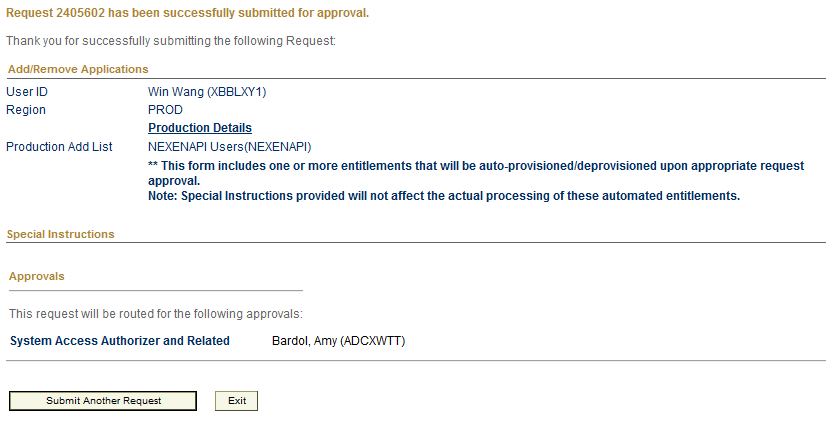 Request 2405602 has been successfully submitted for approval.
Thank you for successfully submitting the following Request:
Add/Remove Applications
User ID Win Wang (XBBLXY1)
Region PROD
Production Details
Production Add List NEXENAPI Users(NEXENAPI)
** This form includes one or more entitlements that will be auto-provisioned/deprovisioned upon appropriate request
approval.
Note: Special Instructions provided will not affect the actual processing of these automated entitlements.
Special Instructions
Approvals
This request will be routed for the following approvals:
System Access Authorizer and Related Bardol, Amy (ADCXWTT)
Submit Another Request Exit